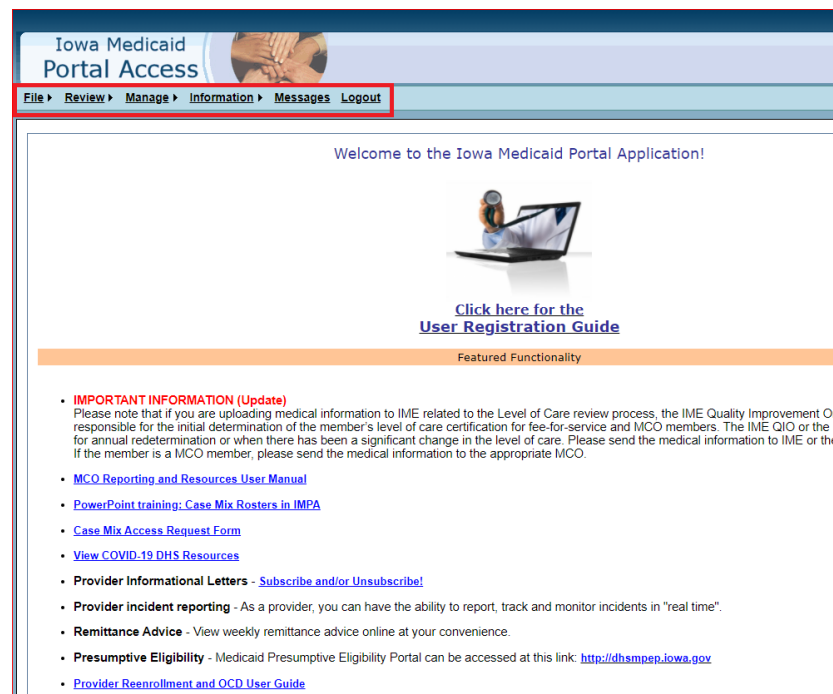 Iowa Medicaid
Portal Access
File Review Manage Information Messages Logout
Welcome to the Iowa Medicaid Portal Application!
Click here for the
User Registration Guide
Featured Functionality
IMPORTANT INFORMATION (Update)
Please note that if you are uploading medical information to IME related to the Level of Care review process, the IME Quality Improvement
responsible for the initial determination of the member's level of care certification for fee-for-service and MCO members. The IME QIO or the
for annual redetermination or when there has been a significant change in the level of care. Please send the medical information to IME or the
If the member is a MCO member, please send the medical information to the appropriate MCO.
MCO Reporting and Resources User Manual
PowerPoint training: Case Mix Rosters in IMPA
Case Mix Access Request Form
View COVID-19 DHS Resources
Provider Informational Letters - Subscribe and/or Unsubscribe!
Provider incident reporting - As a provider, you can have the ability to report, track and monitor incidents in "real time".
Remittance Advice - View weekly remittance advice online at your convenience.
Presumptive Eligibility - Medicaid Presumptive Eligibility Portal can be accessed at this link: http://dhsmpep.iowa.gov
Provider Reenrollment and OCD User Guide